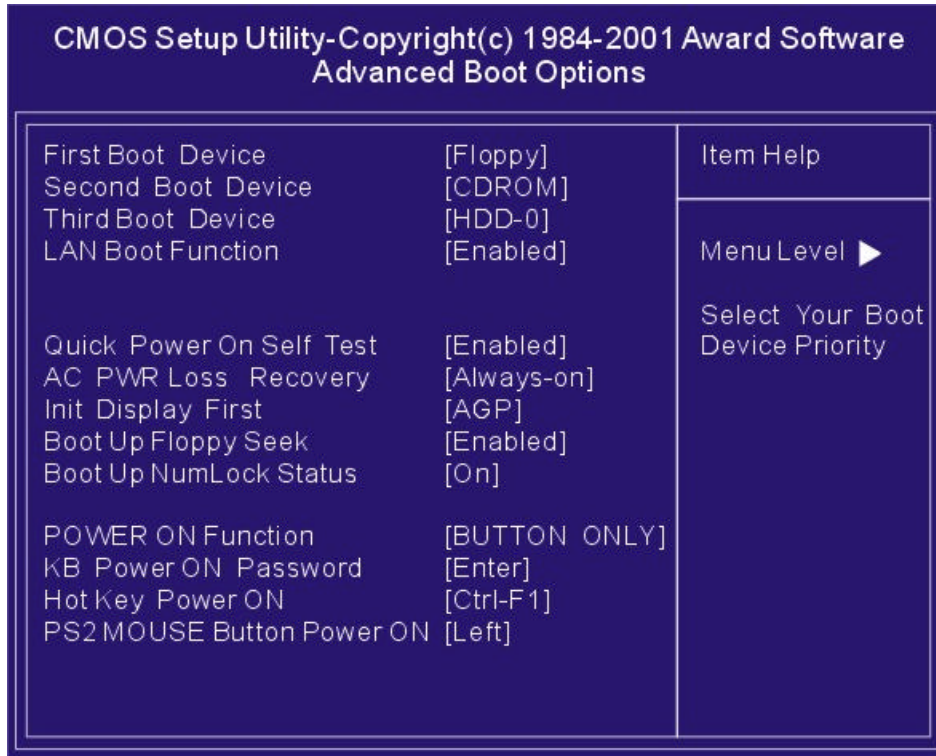 CMOS Setup Utility-Copyright(c) 1984-2001 Award Software
Advanced Boot Options
First Boot Device [Floppy]
Second Boot Device [CDROM]
Third Boot Device [HDD-0]
LAN Boot Function [Enabled]
Quick Power On Self Test [Enabled]
AC PWR Loss Recovery [Always-on]
Init Display First [AGP]
Boot Up Floppy Seek [Enabled]
Boot Up NumLock Status [On]
POWER ON Function [BUTTON ONLY]
KB Power ON Password [Enter]
Hot Key Power ON [Ctrl-F1]
PS2 MOUSE Button Power ON [Left]
Item Help
Menu Level ▶
Select Your Boot
Device Priority